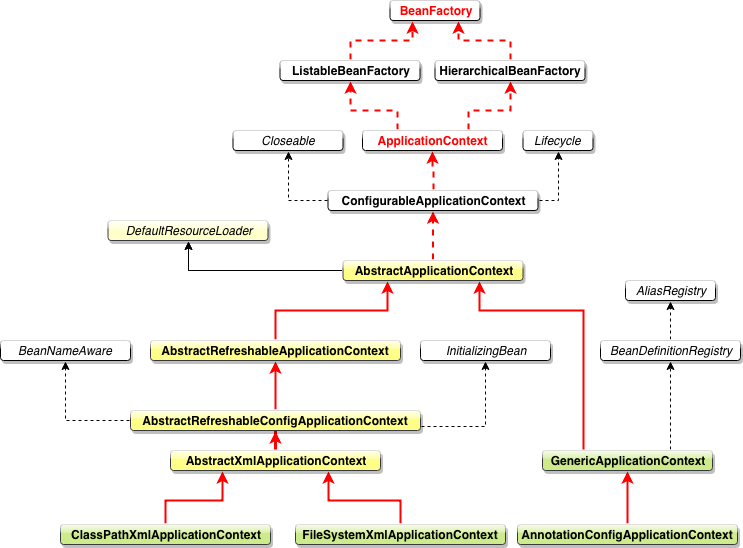 BeanFactory
ListableBeanFactory
HierarchicalBeanFactory
Closeable
ApplicationContext
Lifecycle
ConfigurableApplicationContext
DefaultResourceLoader
AbstractApplicationContext
AliasRegistry
BeanNameAware
AbstractRefreshableApplicationContext
InitializingBean
BeanDefinitionRegistry
AbstractRefreshableConfigApplicationContext
AbstractXmlApplicationContext
GenericApplicationContext
ClassPathXmlApplicationContext
FileSystemXmlApplicationContext
AnnotationConfigApplicationContext